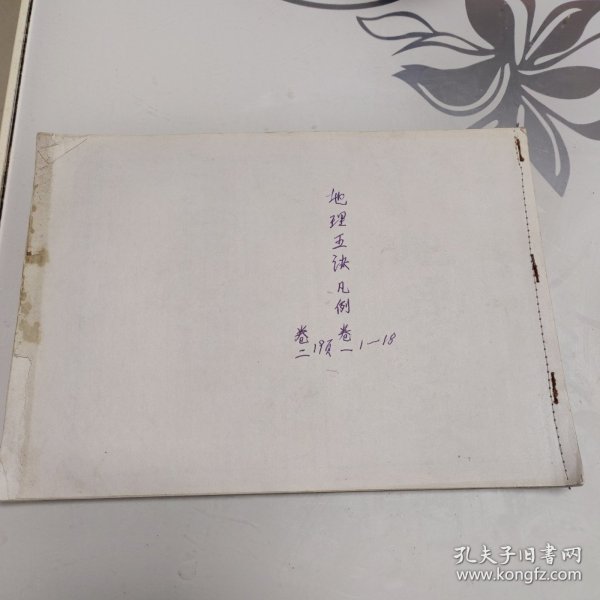 地理五诀凡例
卷一 1—18
卷二 19页
孔夫子旧书网
www.kongfz.com